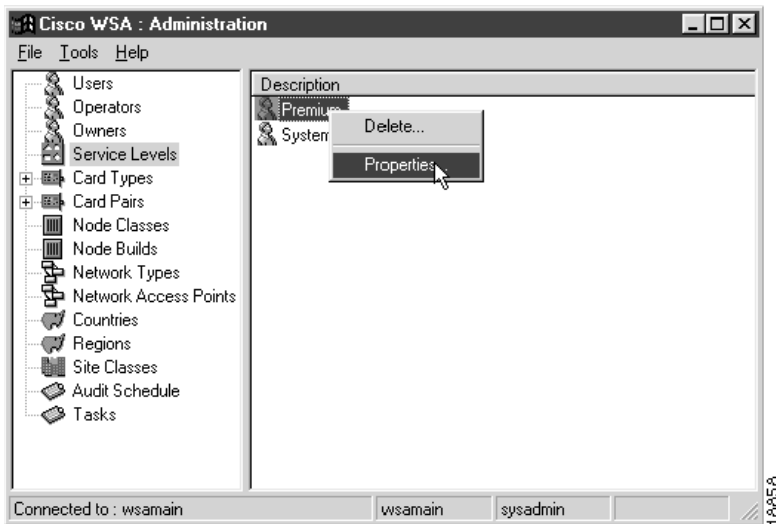 Cisco WSA : Administration
File Tools Help
Users
Operators
Owners
Service Levels
Card Types
Card Pairs
Node Classes
Node Builds
Network Types
Network Access Points
Countries
Regions
Site Classes
Audit Schedule
Tasks
Description
Premium
System
Delete...
Properties
Connected to : wsamain
wsamain
sysadmin
18858